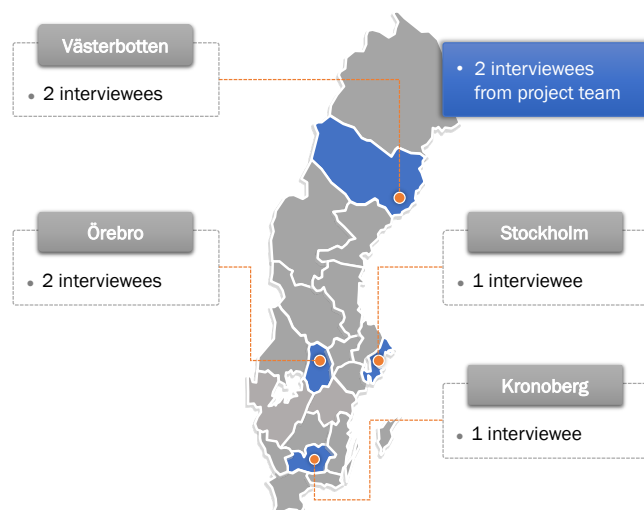 Västerbotten
• 2 interviewees
• 2 interviewees
from project team
Örebro
• 2 interviewees
Stockholm
• 1 interviewee
Kronoberg
• 1 interviewee